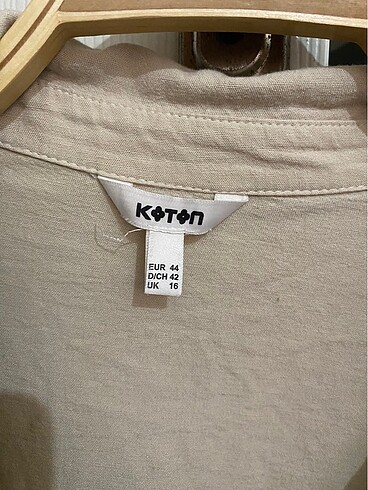 KOTON
EUR 44
D/CH 42
UK 16